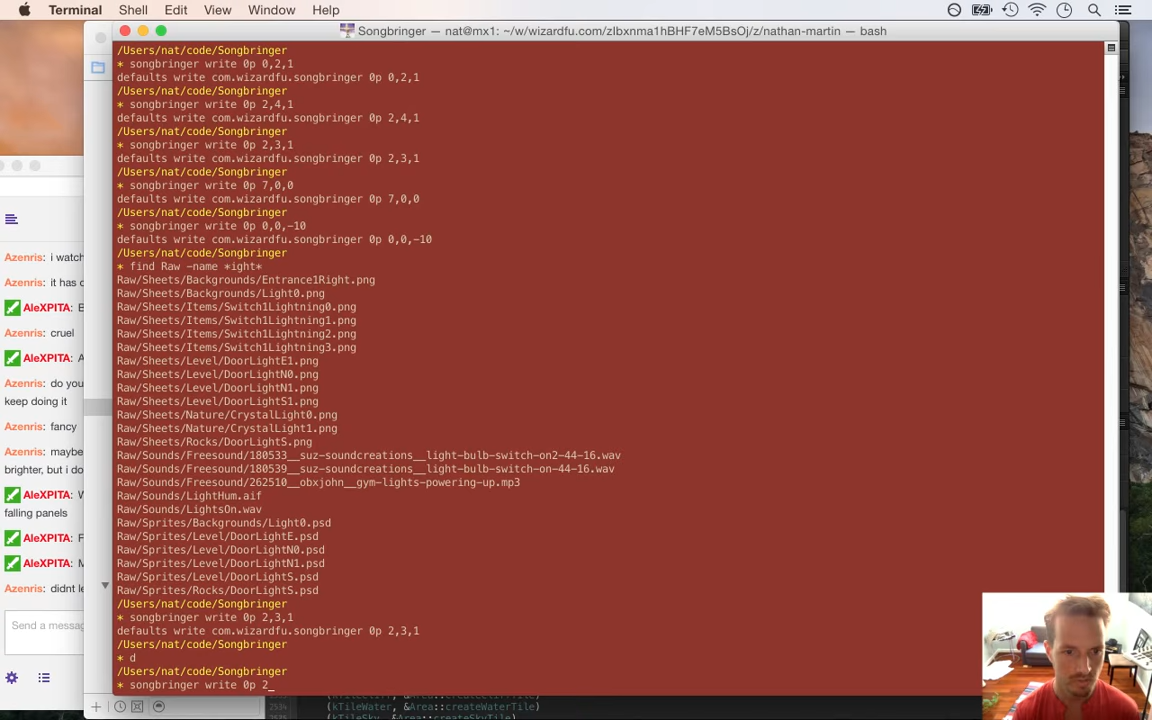 Terminal Shell Edit View Window Help
Songbringer — nat@mx1: ~/w/wizardfu.com/zlbxnma1hBHF7eM5BsOj/z/nathan-martin — bash
/Users/nat/code/Songbringer
* songbringer write 0p 0,2,1
defaults write com.wizardfu.songbringer 0p 0,2,1
/Users/nat/code/Songbringer
* songbringer write 0p 2,4,1
defaults write com.wizardfu.songbringer 0p 2,4,1
/Users/nat/code/Songbringer
* songbringer write 0p 2,3,1
defaults write com.wizardfu.songbringer 0p 2,3,1
/Users/nat/code/Songbringer
* songbringer write 0p 7,0,0
defaults write com.wizardfu.songbringer 0p 7,0,0
/Users/nat/code/Songbringer
* songbringer write 0p 0,0,-10
defaults write com.wizardfu.songbringer 0p 0,0,-10
/Users/nat/code/Songbringer
* find Raw -name *ight*
Raw/Sheets/Backgrounds/Entrance1Right.png
Raw/Sheets/Backgrounds/Light0.png
Raw/Sheets/Items/Switch1Lightning0.png
Raw/Sheets/Items/Switch1Lightning1.png
Raw/Sheets/Items/Switch1Lightning2.png
Raw/Sheets/Items/Switch1Lightning3.png
Raw/Sheets/Level/DoorLightE1.png
Raw/Sheets/Level/DoorLightN0.png
Raw/Sheets/Level/DoorLightN1.png
Raw/Sheets/Level/DoorLightS1.png
Raw/Sheets/Nature/CrystalLight0.png
Raw/Sheets/Nature/CrystalLight1.png
Raw/Sheets/Rocks/DoorLightS.png
Raw/Sounds/Freesound/180533__suz-soundcreations__light-bulb-switch-on2-44-16.wav
Raw/Sounds/Freesound/180539__suz-soundcreations__light-bulb-switch-on-44-16.wav
Raw/Sounds/Freesound/262510__obxjohn__gym-lights-powering-up.mp3
Raw/Sounds/LightHum.aif
Raw/Sounds/LightsOn.wav
Raw/Sprites/Backgrounds/Light0.psd
Raw/Sprites/Level/DoorLightE.psd
Raw/Sprites/Level/DoorLightN0.psd
Raw/Sprites/Level/DoorLightN1.psd
Raw/Sprites/Level/DoorLightS.psd
Raw/Sprites/Rocks/DoorLightS.psd
/Users/nat/code/Songbringer
* songbringer write 0p 2,3,1
defaults write com.wizardfu.songbringer 0p 2,3,1
/Users/nat/code/Songbringer
* d
/Users/nat/code/Songbringer
* songbringer write 0p 2_
Azenris: i watch
Azenris: it has
AleXPITA:
Azenris: cruel
AleXPITA: A
Azenris: do you
keep doing it
Azenris: fancy
Azenris: maybe
brighter, but i do
AleXPITA: W
falling panels
AleXPITA: F
AleXPITA: M
Azenris: didnt
Send a messag
(kTileWater, &Area::createWaterTile)